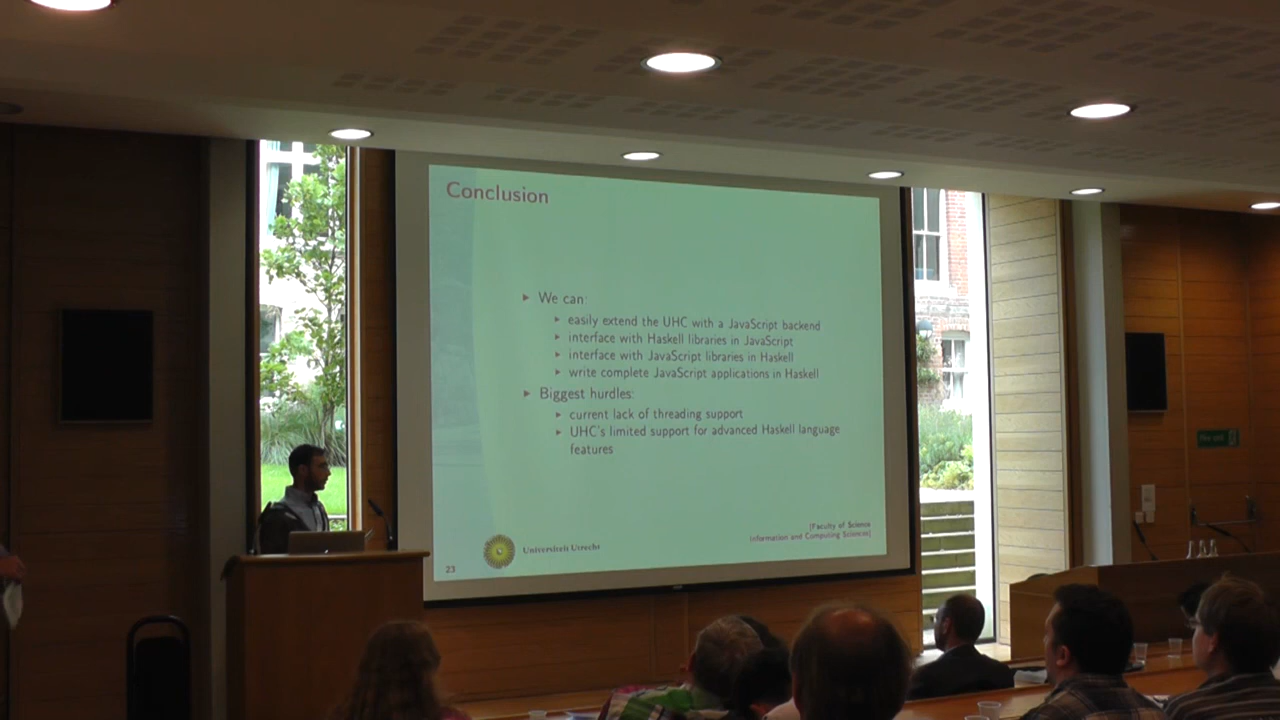 Conclusion
▶ We can:
▶ easily extend the UHC with a JavaScript backend
▶ interface with Haskell libraries in JavaScript
▶ interface with JavaScript libraries in Haskell
▶ write complete JavaScript applications in Haskell
▶ Biggest hurdles:
▶ current lack of threading support
▶ UHC's limited support for advanced Haskell language
features
[Faculty of Science
Information and Computing Sciences]
Universiteit Utrecht
23